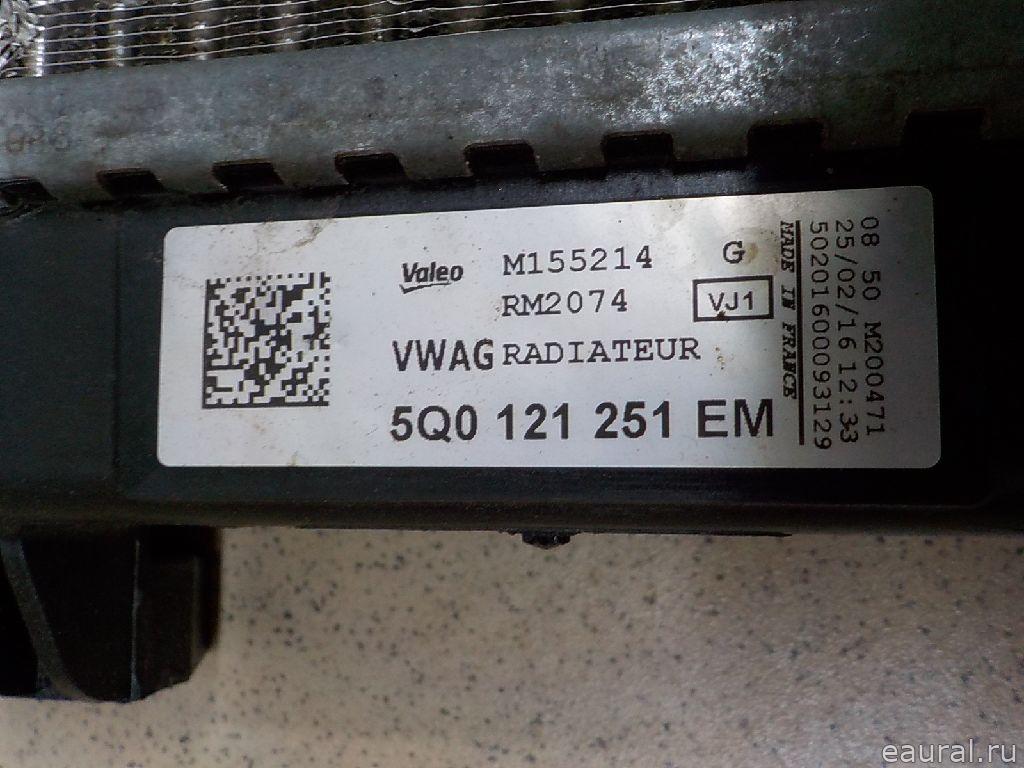 Valeo
M155214
G
RM2074
VJ1
VWAG RADIATEUR
5Q0 121 251 EM
MADE IN FRANCE
08 50 M200471
25/02/16 12:33
50201600093129
eaural.ru